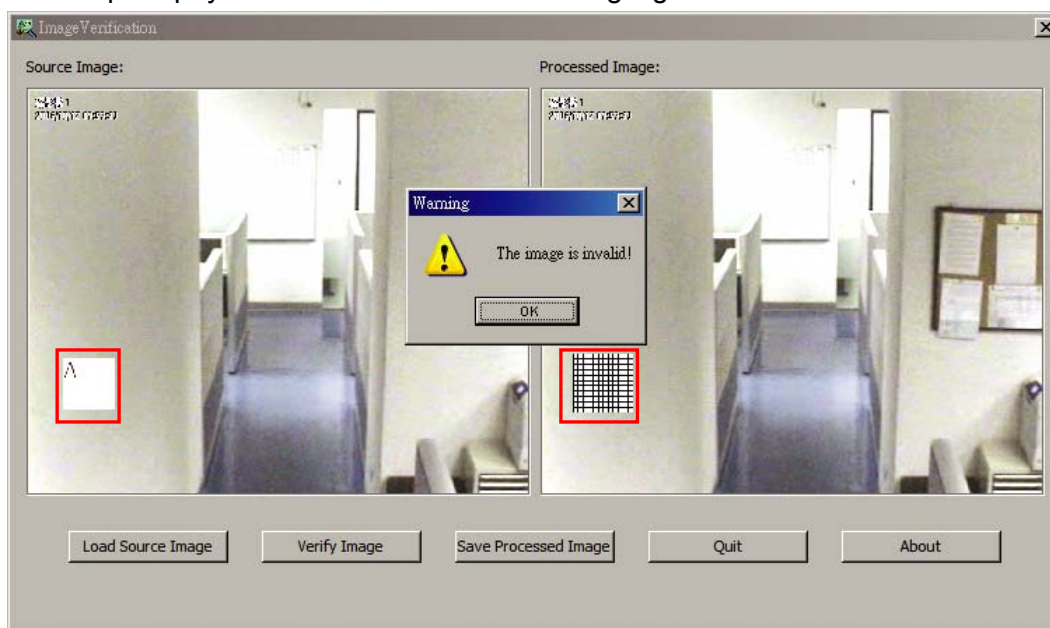 ImageVerification
Source Image:
Processed Image:
Warning
The image is invalid!
OK
Load Source Image
Verify Image
Save Processed Image
Quit
About